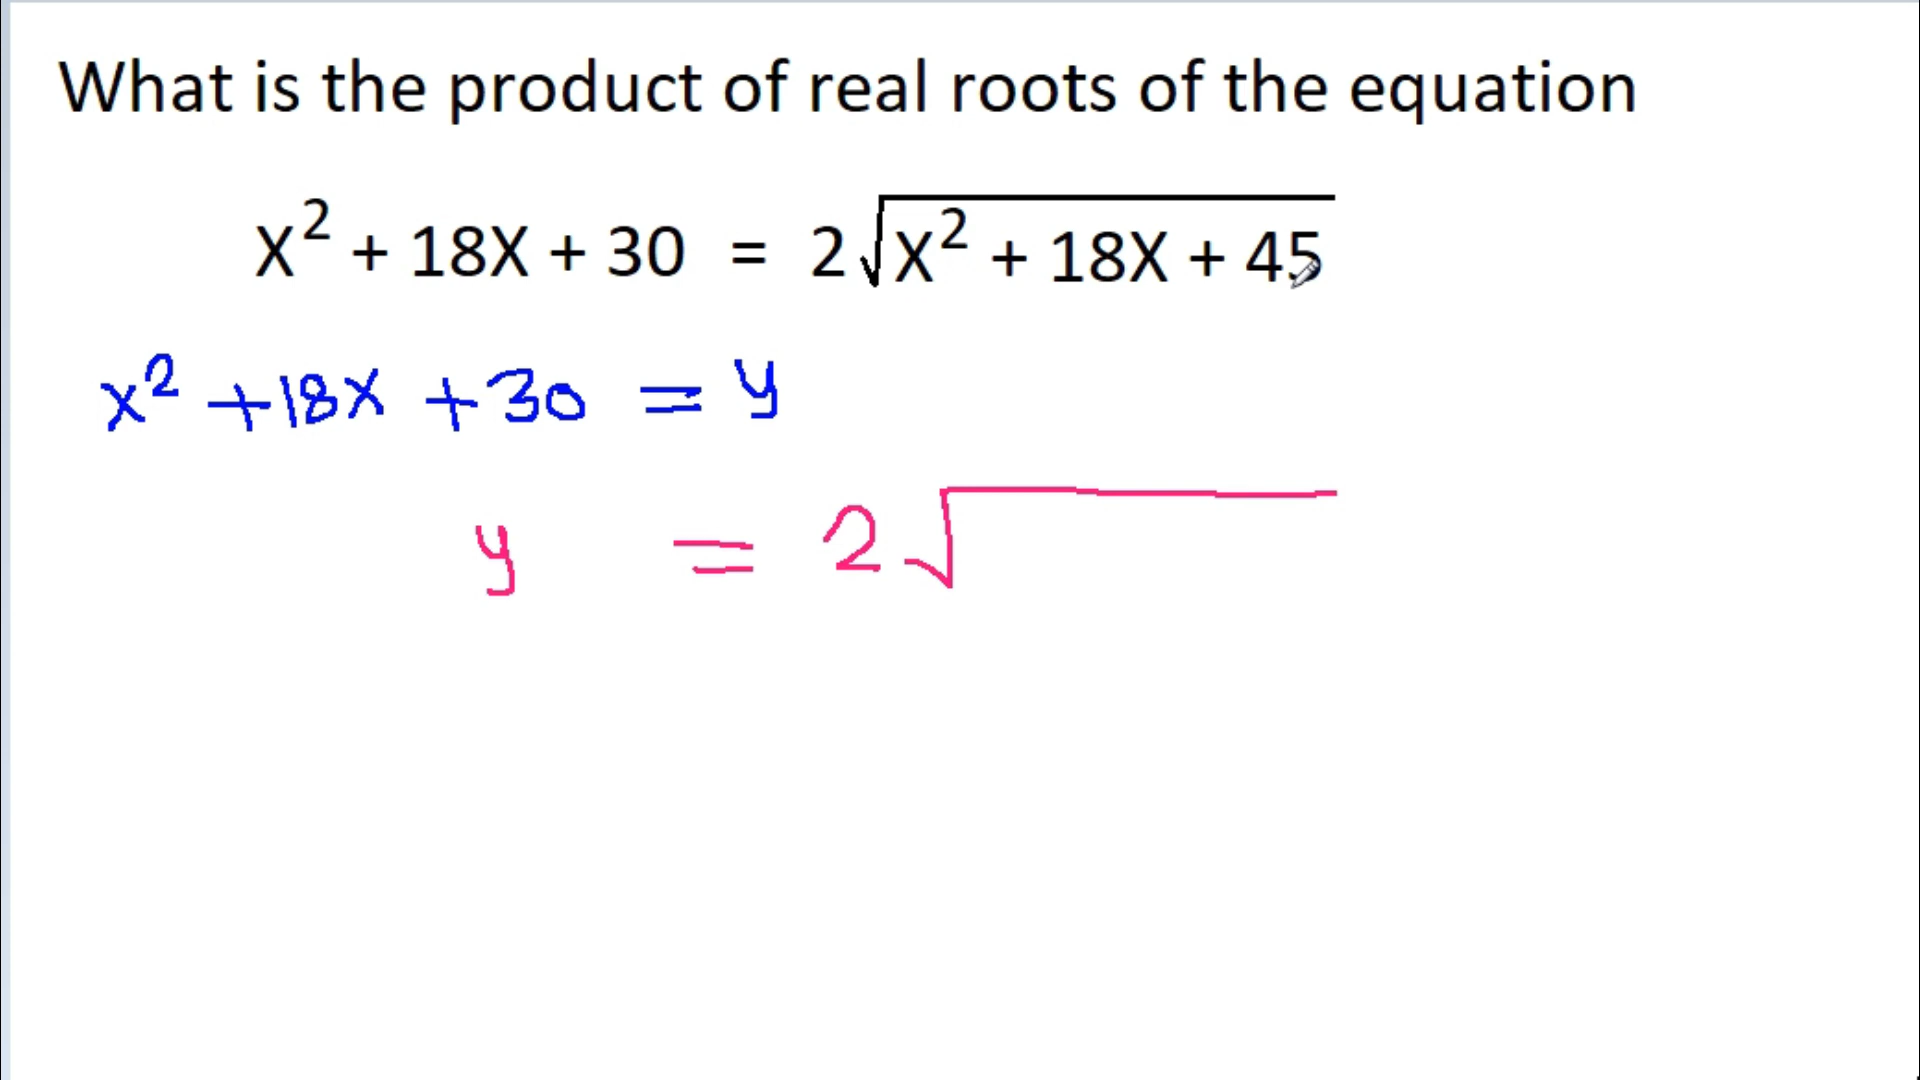 What is the product of real roots of the equation
X² + 18X + 30 = 2√X² + 18X + 45
x² +18x +30 = y
y = 2√